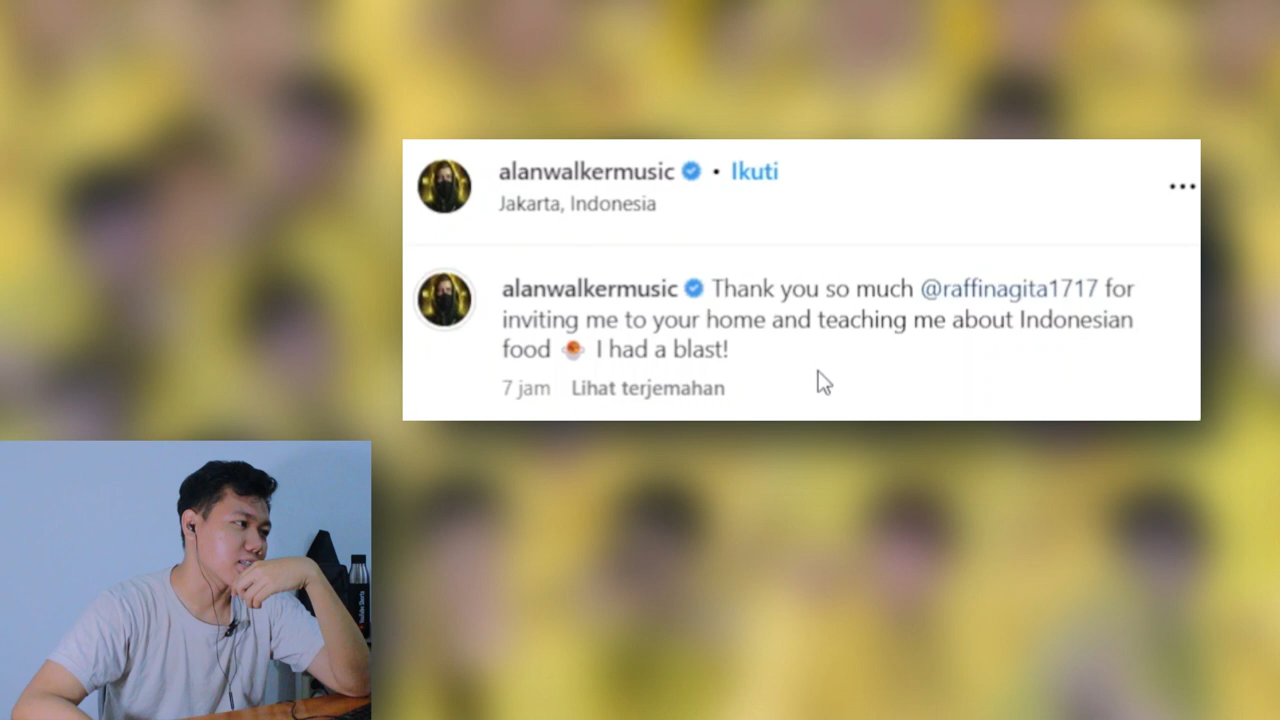 alanwalkermusic • Ikuti
Jakarta, Indonesia
alanwalkermusic Thank you so much @raffinagita1717 for
inviting me to your home and teaching me about Indonesian
food 🍝 I had a blast!
7 jam Lihat terjemahan